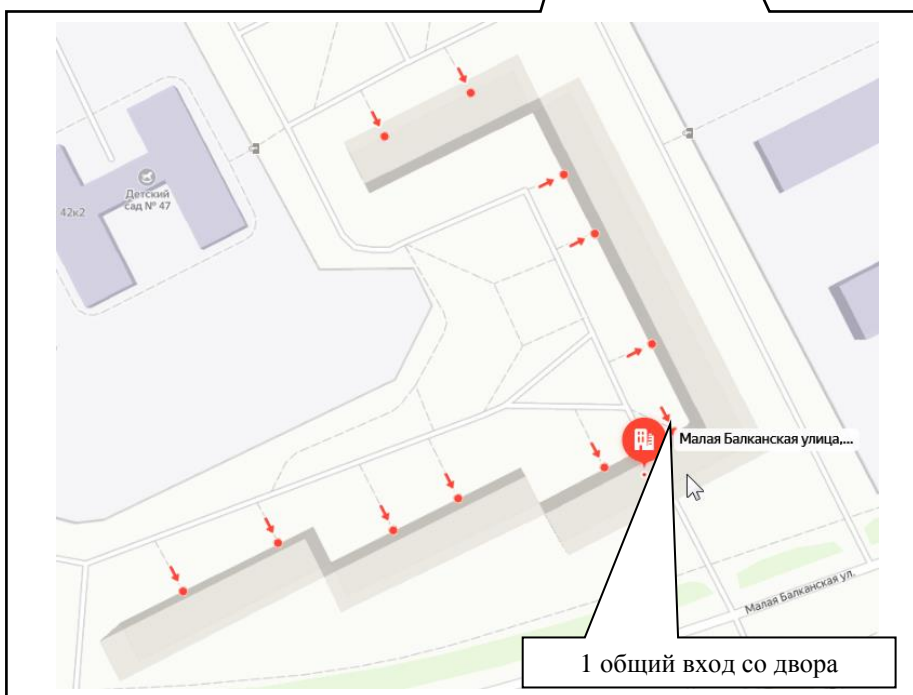 Детский
сад № 47
42к2
Малая Балканская улица,...
Малая Балканская ул.
1 общий вход со двора